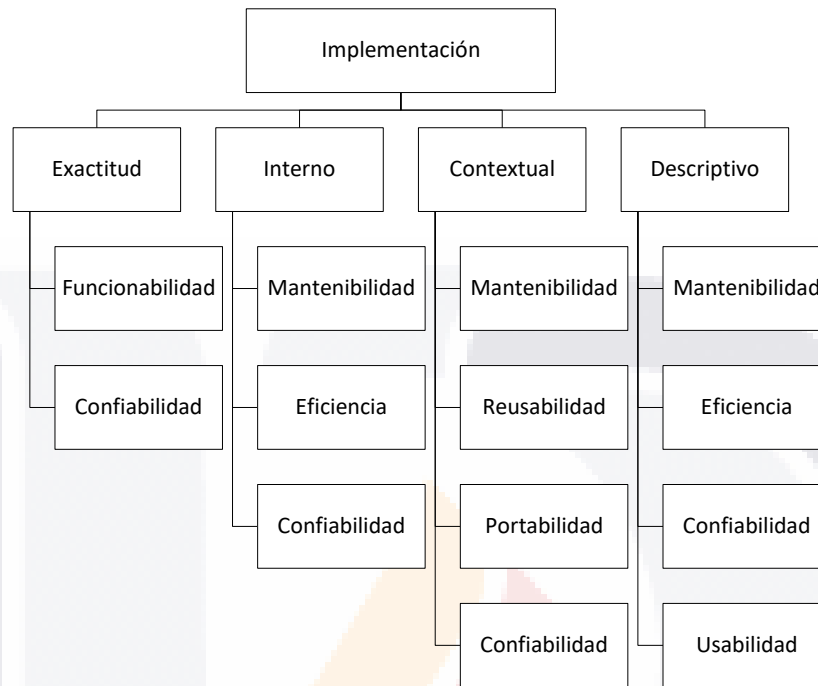 Implementación
Exactitud
Interno
Contextual
Descriptivo
Funcionabilidad
Mantenibilidad
Mantenibilidad
Mantenibilidad
Confiabilidad
Eficiencia
Reusabilidad
Eficiencia
Confiabilidad
Portabilidad
Confiabilidad
Confiabilidad
Usabilidad